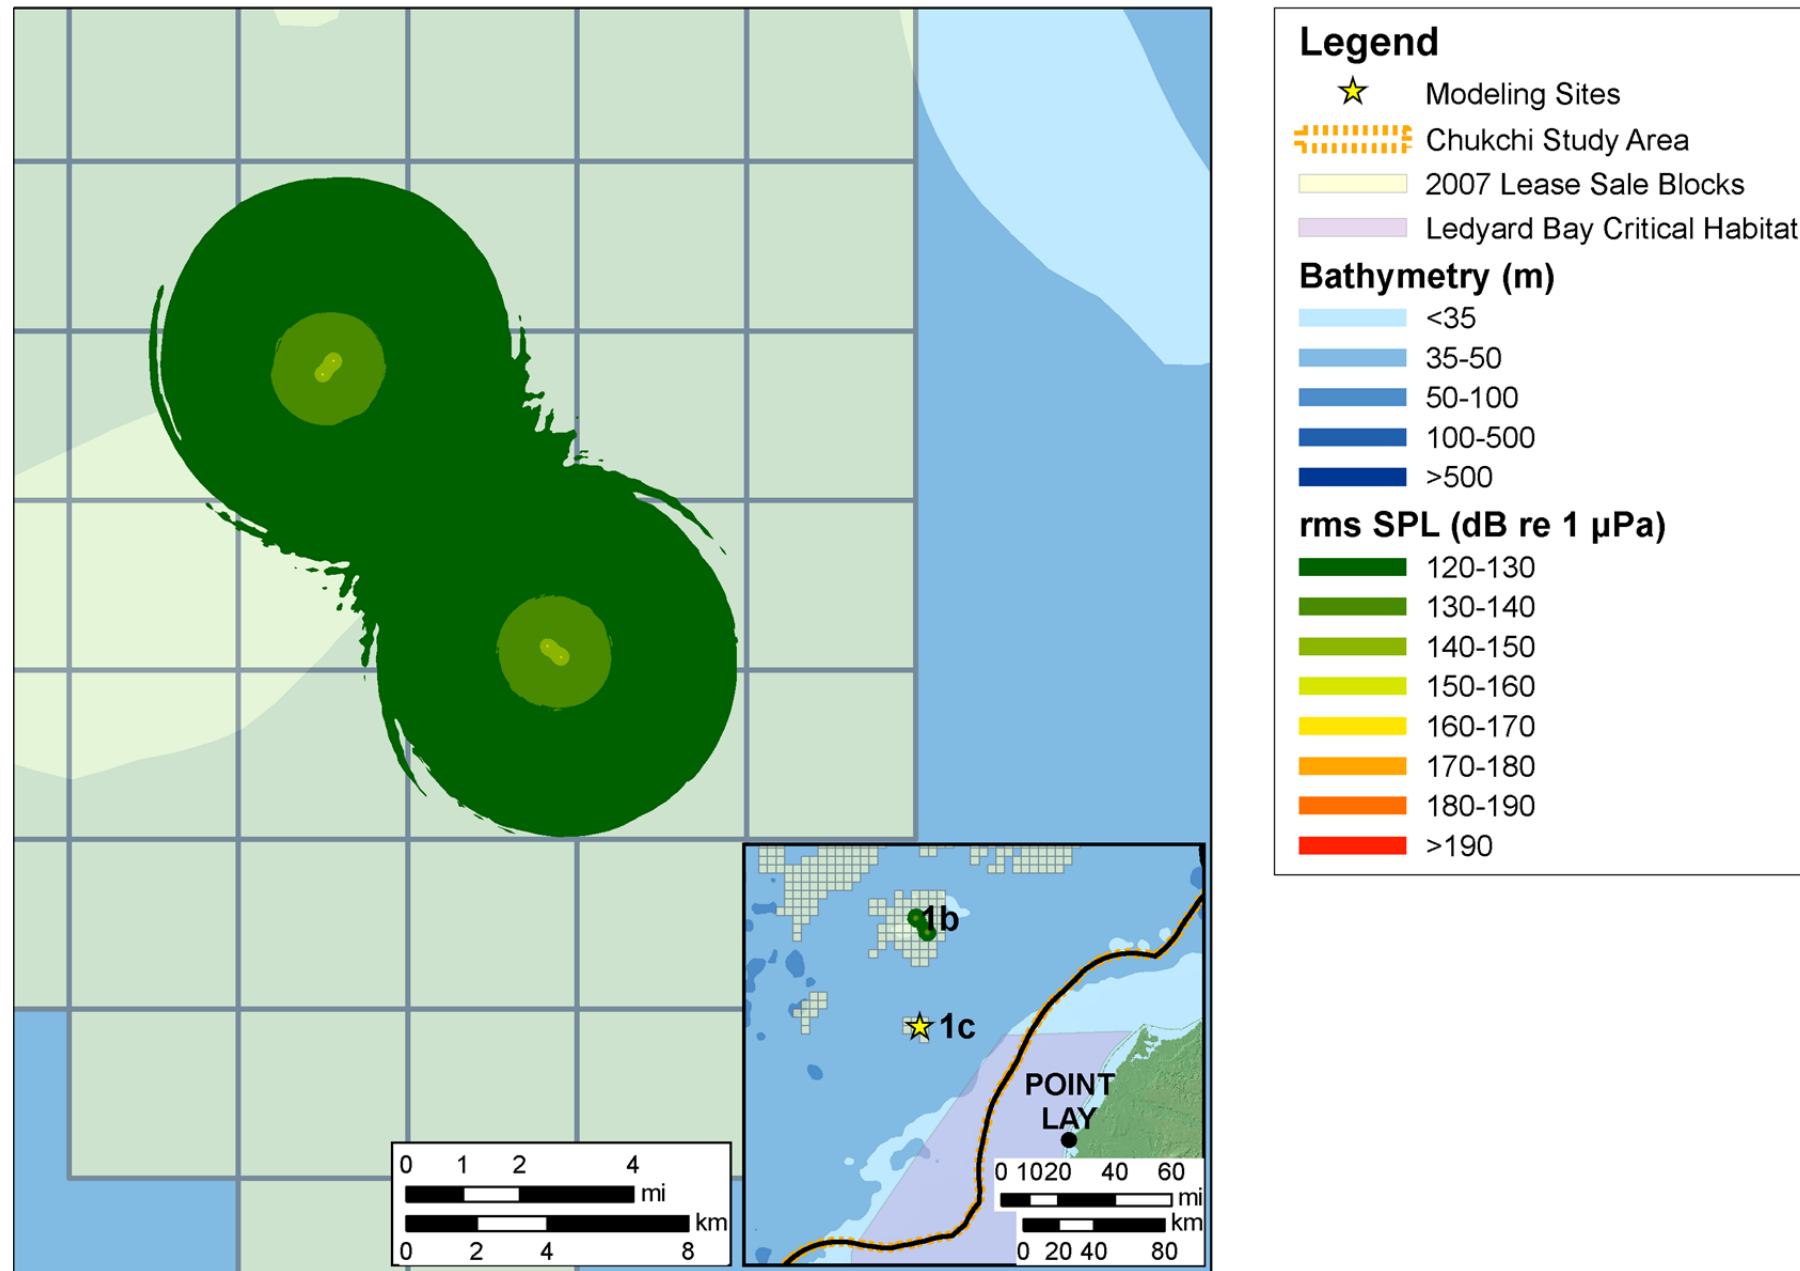 Legend
Modeling Sites
Chukchi Study Area
2007 Lease Sale Blocks
Ledyard Bay Critical Habitat
Bathymetry (m)
<35
35-50
50-100
100-500
>500
rms SPL (dB re 1 µPa)
120-130
130-140
140-150
150-160
160-170
170-180
180-190
>190
1b
1c
POINT
LAY
0 1 2 4
mi
km
0 2 4 8
0 10 20 40 60
mi
km
0 20 40 80